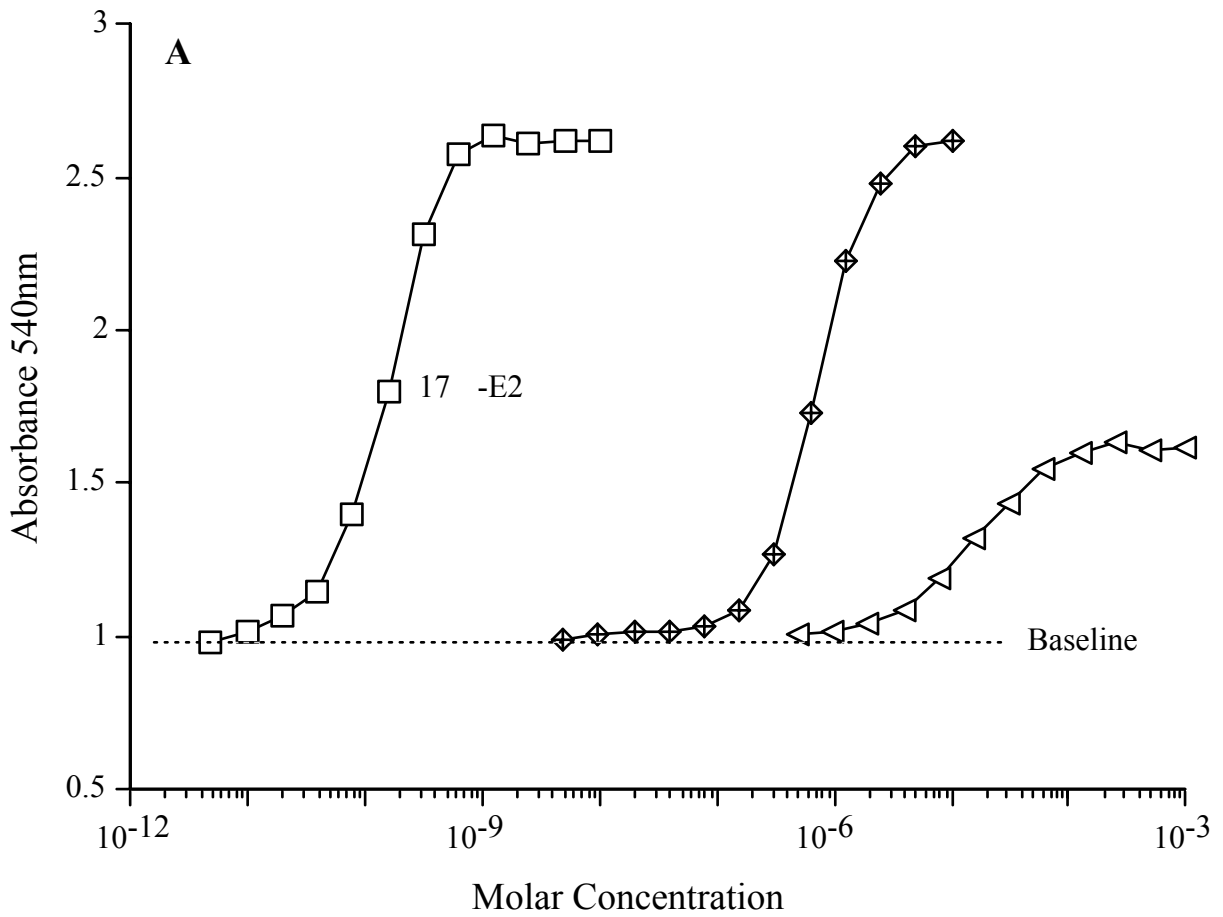 A
3
2.5
2
1.5
1
0.5
Absorbance 540nm
17 -E2
Baseline
10-12 10-9 10-6 10-3
Molar Concentration